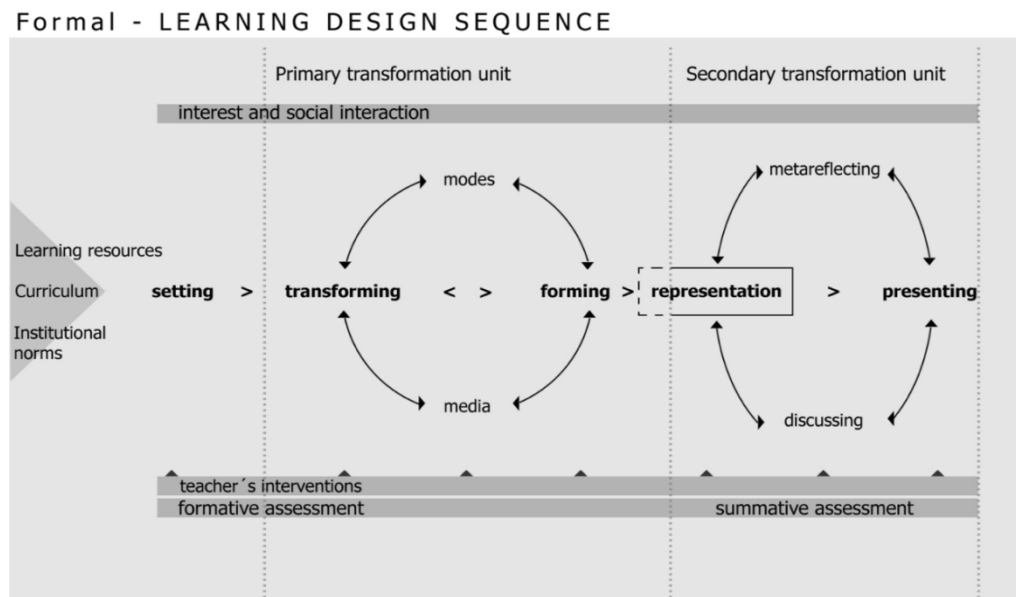 Formal - LEARNING DESIGN SEQUENCE
Primary transformation unit
Secondary transformation unit
interest and social interaction
modes
metareflecting
Learning resources
Curriculum
Institutional
norms
setting > transforming < > forming > representation > presenting
media
discussing
teacher´s interventions
formative assessment
summative assessment